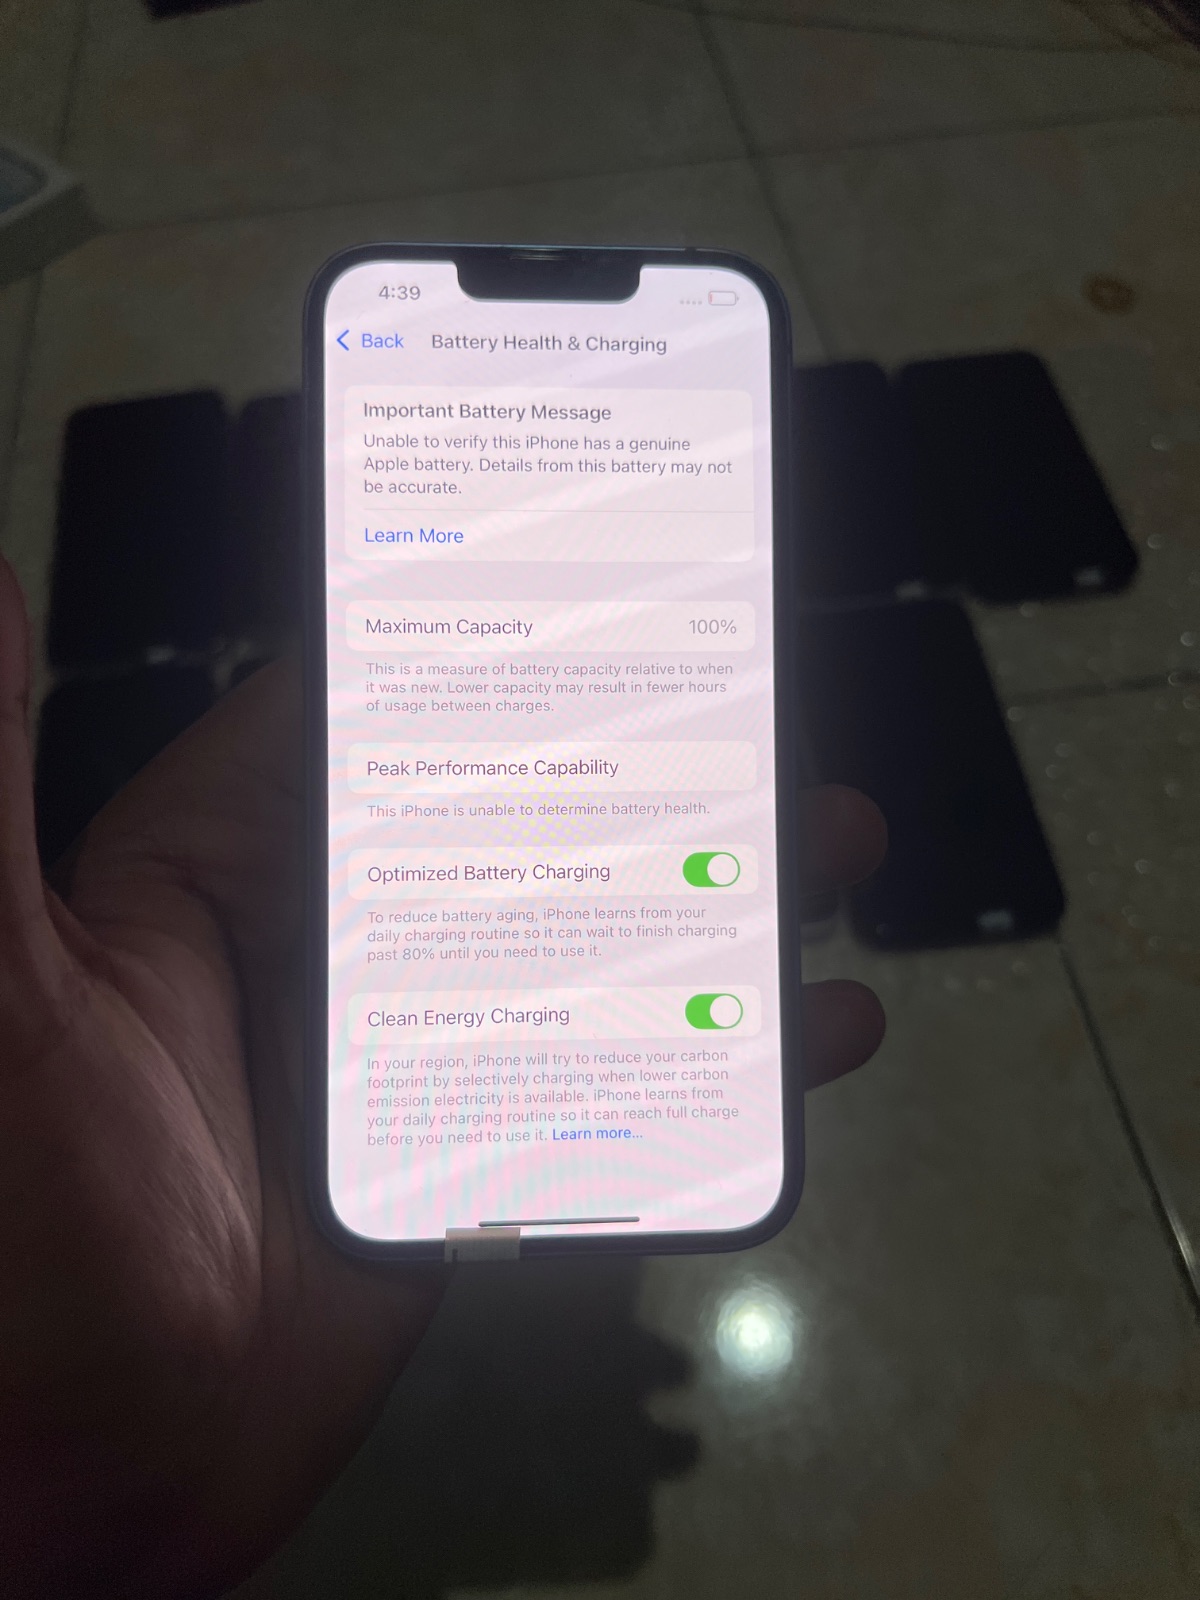 4:39
Back
Battery Health & Charging
Important Battery Message
Unable to verify this iPhone has a genuine
Apple battery. Details from this battery may not
be accurate.
Learn More
Maximum Capacity 100%
This is a measure of battery capacity relative to when
it was new. Lower capacity may result in fewer hours
of usage between charges.
Peak Performance Capability
This iPhone is unable to determine battery health.
Optimized Battery Charging
To reduce battery aging, iPhone learns from your
daily charging routine so it can wait to finish charging
past 80% until you need to use it.
Clean Energy Charging
In your region, iPhone will try to reduce your carbon
footprint by selectively charging when lower carbon
emission electricity is available. iPhone learns from
your daily charging routine so it can reach full charge
before you need to use it. Learn more...